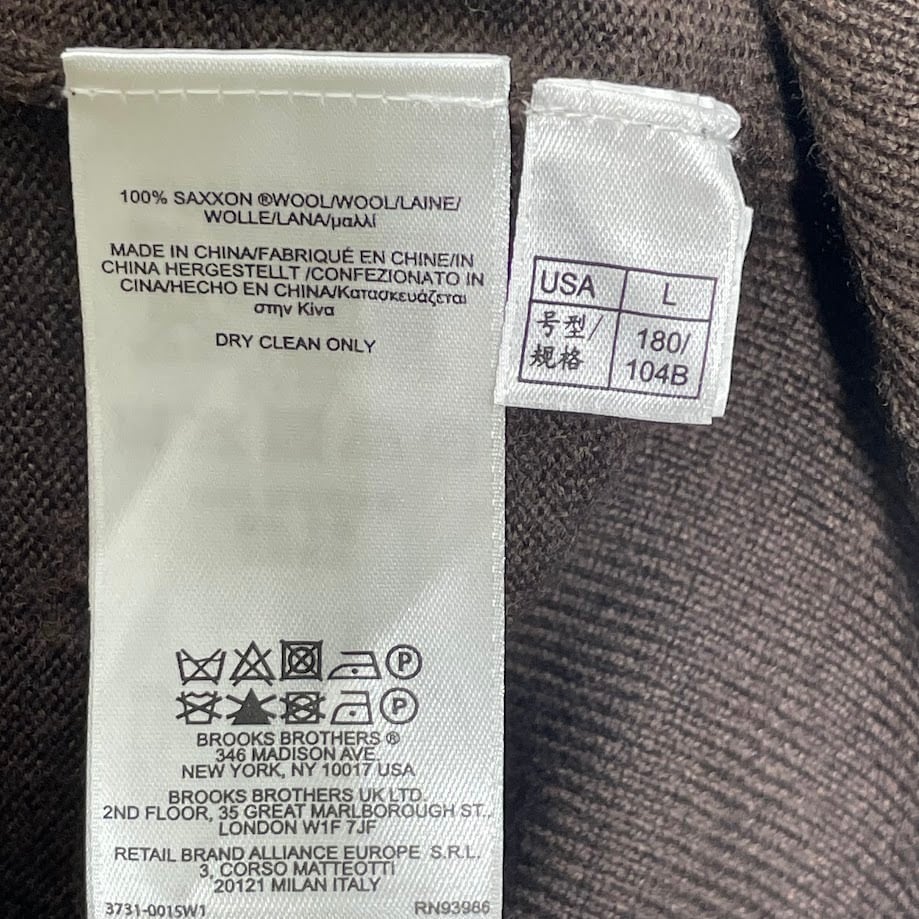 100% SAXXON ®WOOL/WOOL/LAINE/
WOLLE/LANA/μαλλί
MADE IN CHINA/FABRIQUÉ EN CHINE/IN
CHINA HERGESTELLT /CONFEZIONATO IN
CINA/HECHO EN CHINA/Κατασκευάζεται
στην Κίνα
DRY CLEAN ONLY
P
P
BROOKS BROTHERS ®
346 MADISON AVE.
NEW YORK, NY 10017 USA
BROOKS BROTHERS UK LTD.
2ND FLOOR, 35 GREAT MARLBOROUGH ST.,
LONDON W1F 7JF
RETAIL BRAND ALLIANCE EUROPE S.R.L.
3, CORSO MATTEOTTI
20121 MILAN ITALY
3731-0015W1 RN93966
USA L
号型/
规格
180/
104B